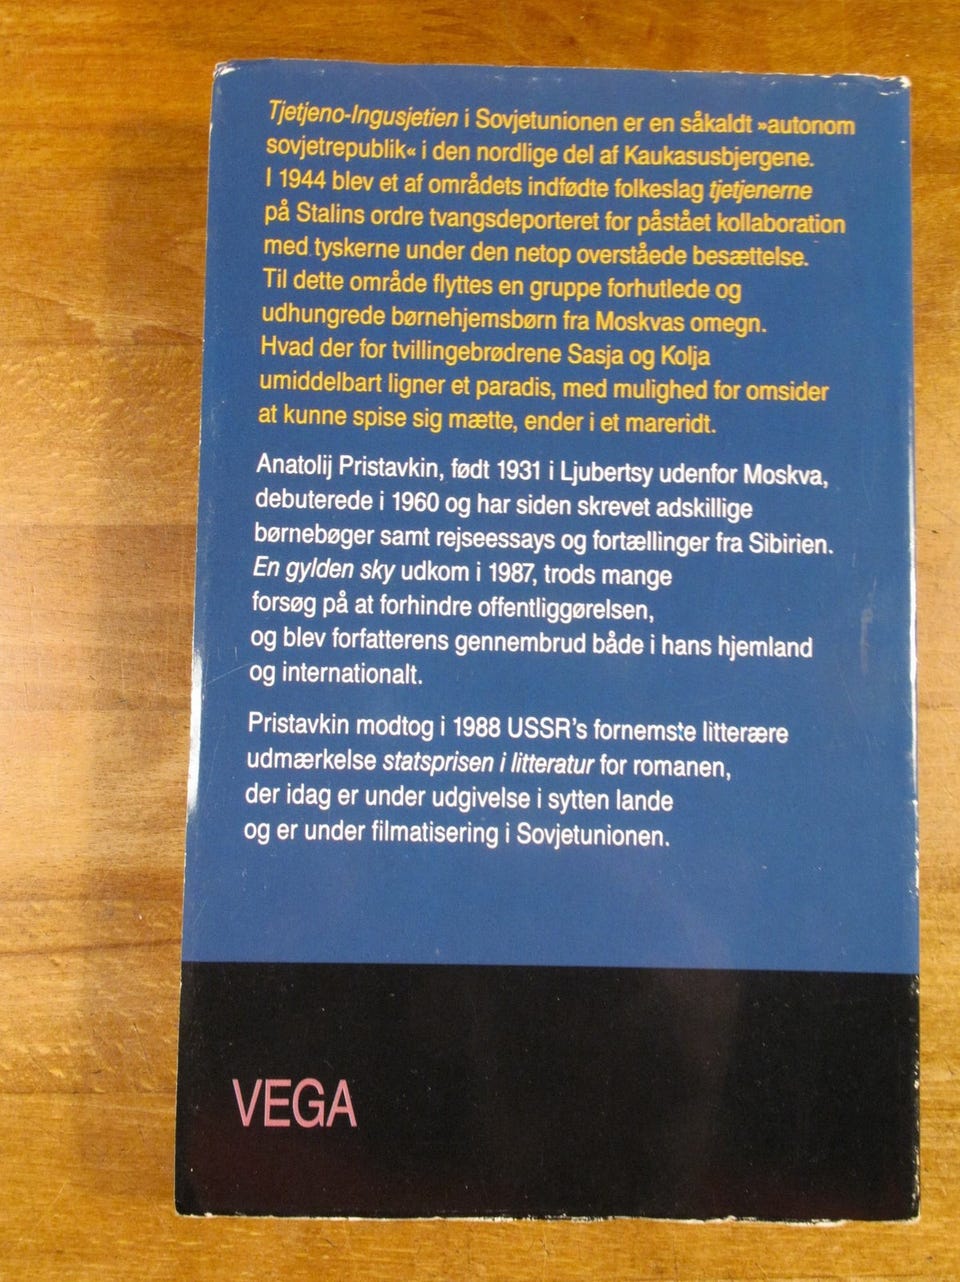 Tjetjeno-Ingusjetien i Sovjetunionen er en såkaldt »autonom
sovjetrepublik« i den nordlige del af Kaukasusbjergene.
I 1944 blev et af områdets indfødte folkeslag tjetjenerne
på Stalins ordre tvangsdeporteret for påstået kollaboration
med tyskerne under den netop overståede besættelse.
Til dette område flyttes en gruppe forhutlede og
udhungrede børnehjemsbørn fra Moskvas omegn.
Hvad der for tvillingebrødrene Sasja og Kolja
umiddelbart ligner et paradis, med mulighed for omsider
at kunne spise sig mætte, ender i et mareridt.
Anatolij Pristavkin, født 1931 i Ljubertsy udenfor Moskva,
debuterede i 1960 og har siden skrevet adskillige
børnebøger samt rejseessays og fortællinger fra Sibirien.
En gylden sky udkom i 1987, trods mange
forsøg på at forhindre offentliggørelsen,
og blev forfatterens gennembrud både i hans hjemland
og internationalt.
Pristavkin modtog i 1988 USSR's fornemste litterære
udmærkelse statsprisen i litteratur for romanen,
der idag er under udgivelse i sytten lande
og er under filmatisering i Sovjetunionen.
VEGA